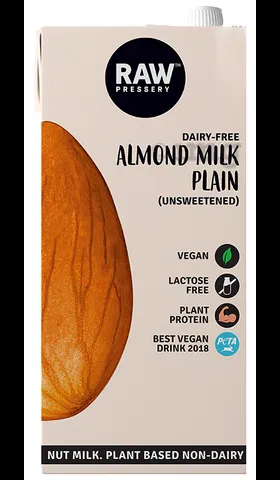 RAW™
PRESSERY
DAIRY-FREE
ALMOND MILK
PLAIN
(UNSWEETENED)
VEGAN
LACTOSE
FREE
PLANT
PROTEIN
BEST VEGAN
DRINK 2018
PETA
NUT MILK. PLANT BASED NON-DAIRY